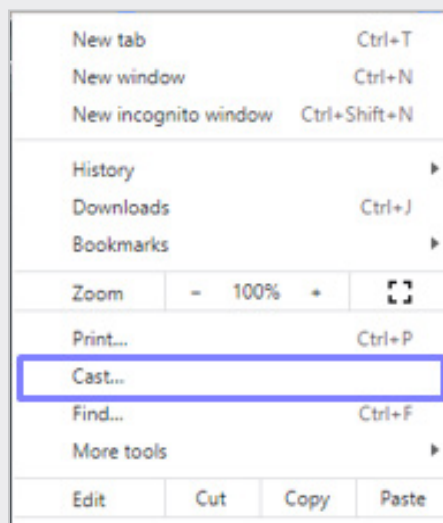 New tab Ctrl+T
New window Ctrl+N
New incognito window Ctrl+Shift+N
History
Downloads Ctrl+J
Bookmarks
Zoom - 100% +
Print... Ctrl+P
Cast...
Find... Ctrl+F
More tools
Edit Cut Copy Paste